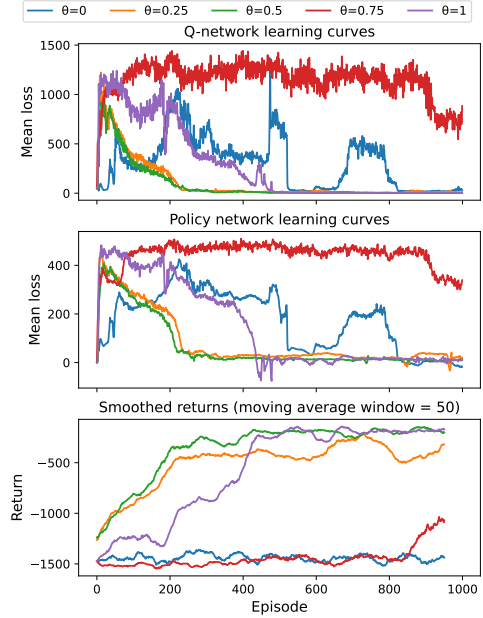 θ=0 θ=0.25 θ=0.5 θ=0.75 θ=1
Q-network learning curves
1500
1000
500
0
Mean loss
Policy network learning curves
400
200
0
Mean loss
Smoothed returns (moving average window = 50)
−500
−1000
−1500
Return
0 200 400 600 800 1000
Episode